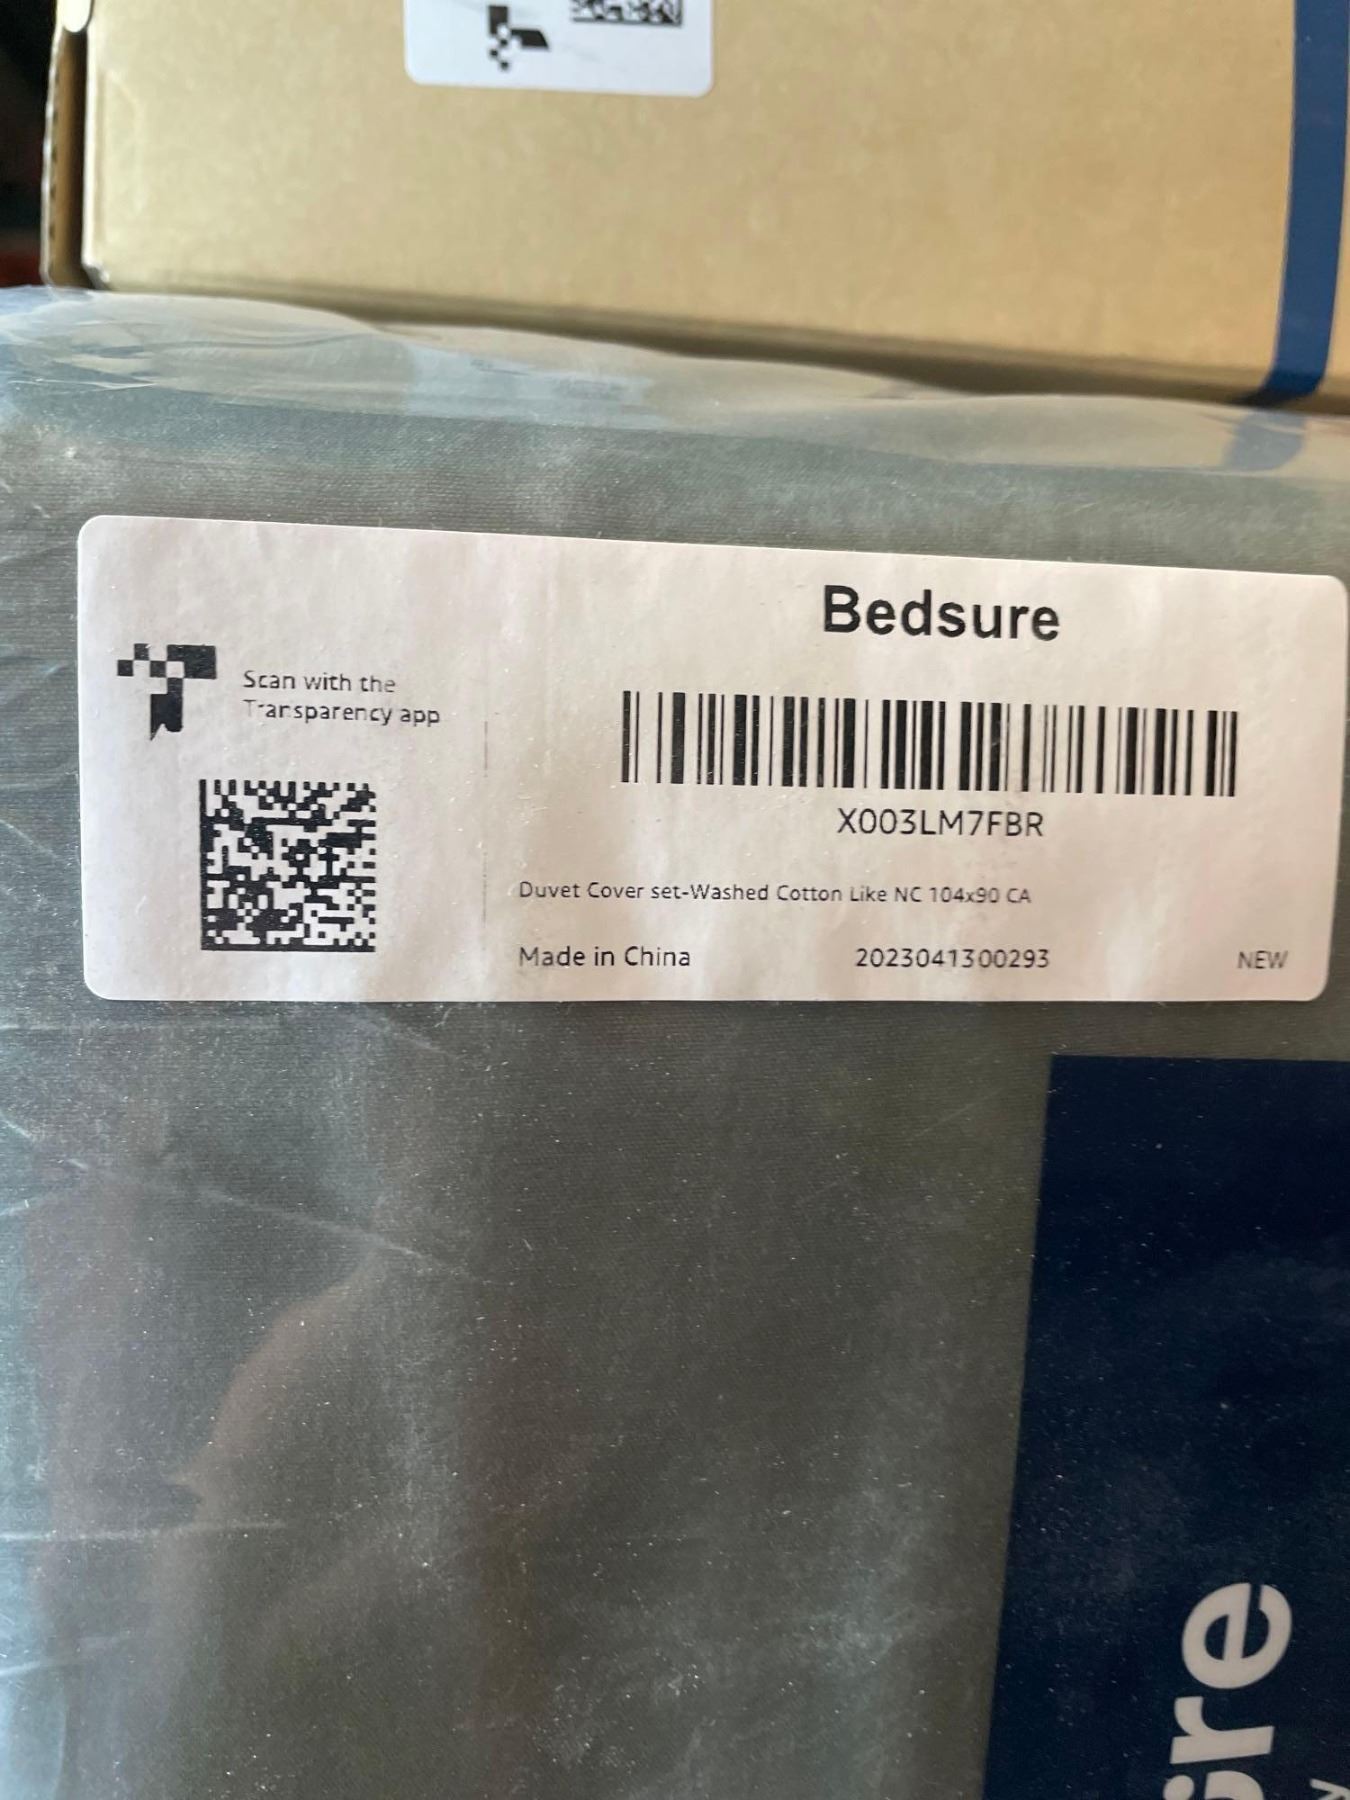 Bedsure
Scan with the
Transparency app
X003LM7FBR
Duvet Cover set-Washed Cotton Like NC 104x90 CA
Made in China 2023041300293 NEW